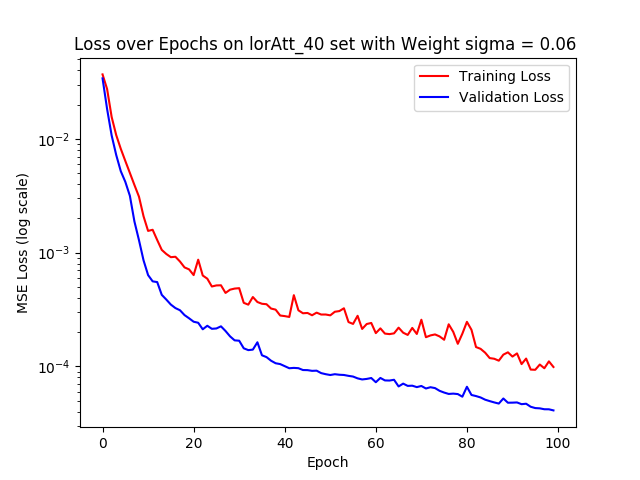 Loss over Epochs on lorAtt_40 set with Weight sigma = 0.06
Training Loss
Validation Loss
MSE Loss (log scale)
10⁻²
10⁻³
10⁻⁴
0 20 40 60 80 100
Epoch